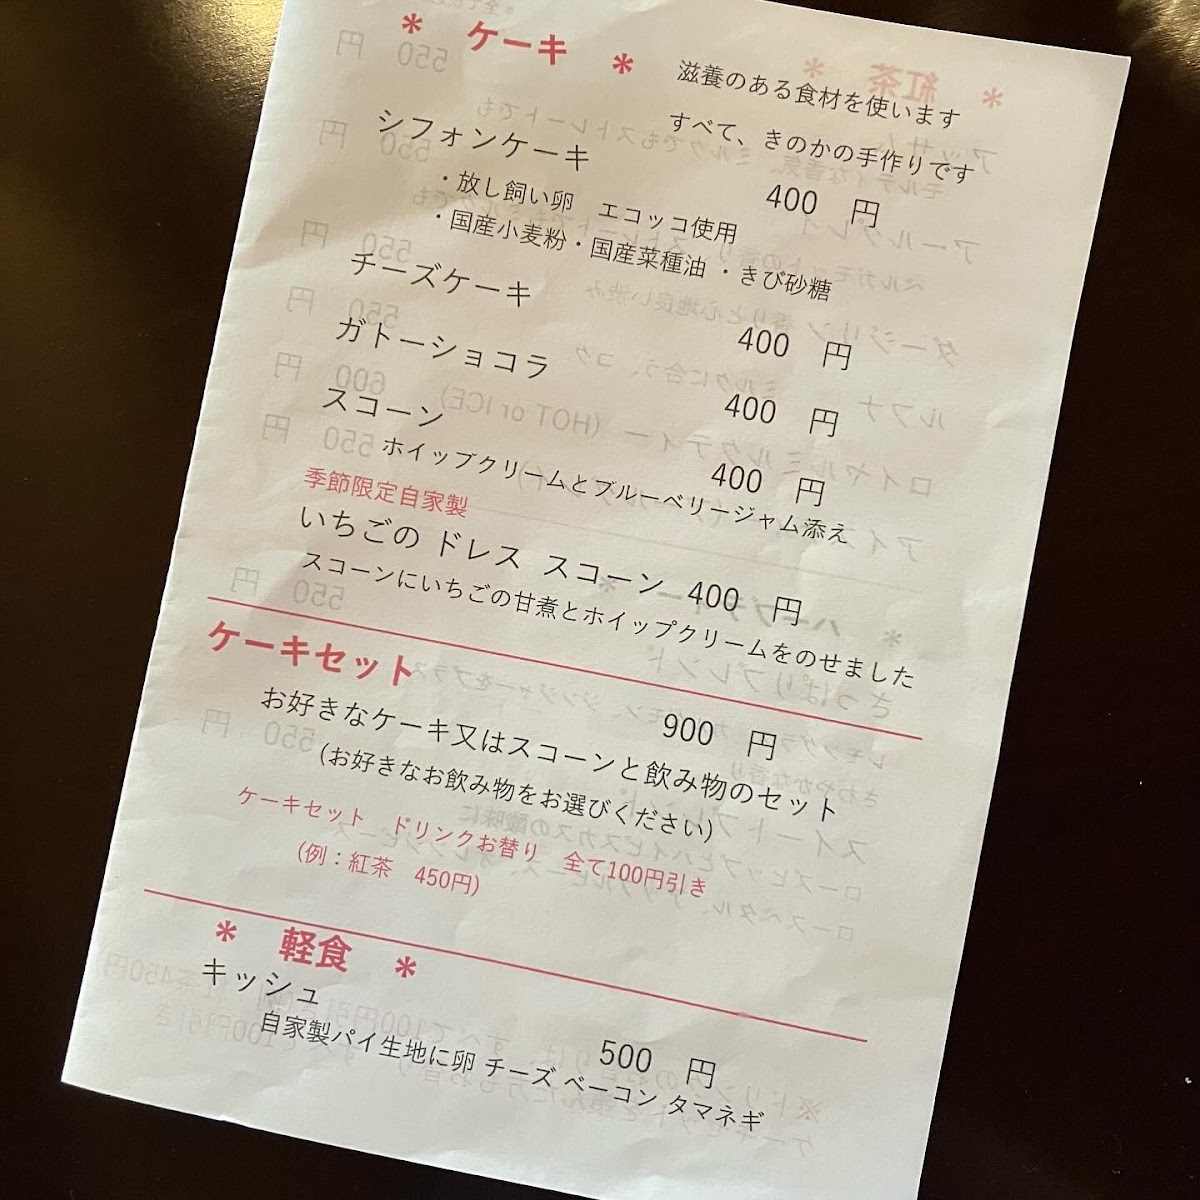 ＊ ケーキ ＊
滋養のある食材を使います
すべて、きのかの手作りです
シフォンケーキ 400 円
・放し飼い卵 エコッコ使用
・国産小麦粉・国産菜種油・きび砂糖
チーズケーキ 400 円
ガトーショコラ 400 円
スコーン 400 円
ホイップクリームとブルーベリージャム添え
季節限定自家製
いちごの ドレス スコーン 400 円
スコーンにいちごの甘煮とホイップクリームをのせました
ケーキセット 900 円
お好きなケーキ又はスコーンと飲み物のセット
(お好きなお飲み物をお選びください)
ケーキセット ドリンクお替り 全て100円引き
(例：紅茶 450円)
＊ 軽食 ＊
キッシュ 500 円
自家製パイ生地に卵 チーズ ベーコン タマネギ